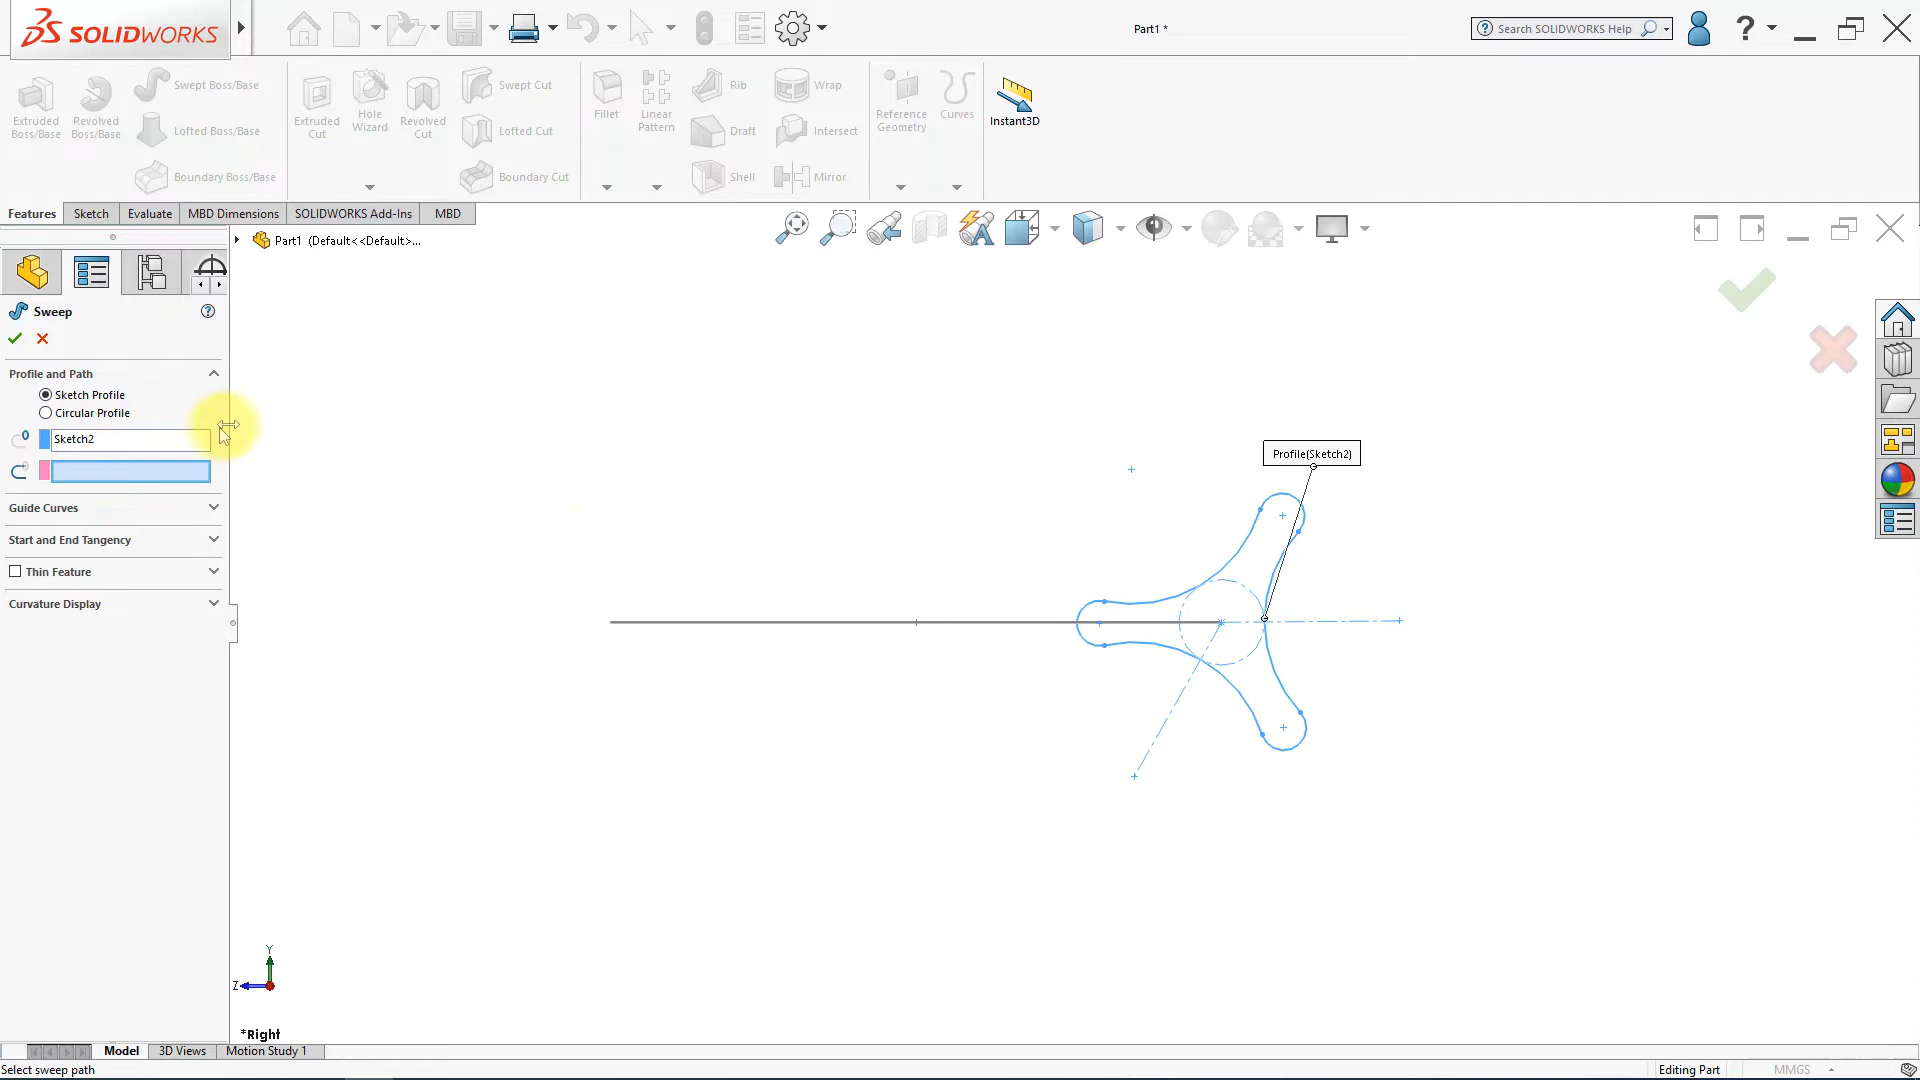 SOLIDWORKS
Part1 *
Search SOLIDWORKS Help
Extruded Boss/Base
Revolved Boss/Base
Swept Boss/Base
Lofted Boss/Base
Boundary Boss/Base
Extruded Cut
Hole Wizard
Revolved Cut
Swept Cut
Lofted Cut
Boundary Cut
Fillet
Linear Pattern
Rib
Draft
Shell
Wrap
Intersect
Mirror
Reference Geometry
Curves
Instant3D
Features
Sketch
Evaluate
MBD Dimensions
SOLIDWORKS Add-Ins
MBD
Part1 (Default<<Default>...
Sweep
Profile and Path
Sketch Profile
Circular Profile
Sketch2
Guide Curves
Start and End Tangency
Thin Feature
Curvature Display
Profile(Sketch2)
Y
Z
*Right
Model
3D Views
Motion Study 1
Select sweep path
Editing Part
MMGS